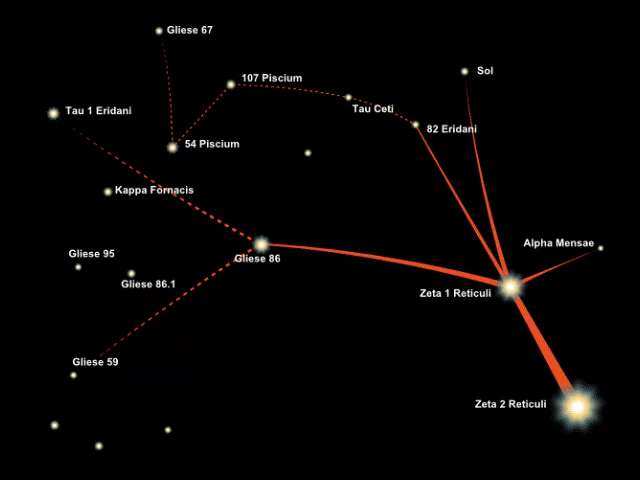 Gliese 67
Sol
107 Piscium
Tau 1 Eridani
Tau Ceti
82 Eridani
54 Piscium
Kappa Fornacis
Alpha Mensae
Gliese 95
Gliese 86
Gliese 86.1
Zeta 1 Reticuli
Gliese 59
Zeta 2 Reticuli